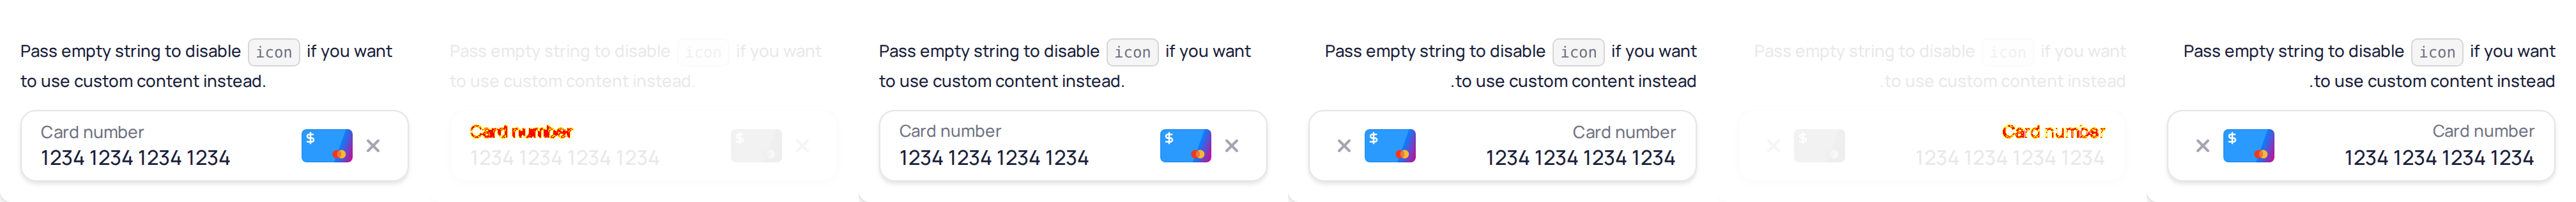 Pass empty string to disable icon if you want
to use custom content instead.
Card number
1234 1234 1234 1234
$
Pass empty string to disable icon if you want
to use custom content instead.
Card number
1234 1234 1234 1234
Pass empty string to disable icon if you want
to use custom content instead.
Card number
1234 1234 1234 1234
$
Pass empty string to disable icon if you want
.to use custom content instead
$
Card number
1234 1234 1234 1234
Pass empty string to disable icon if you want
.to use custom content instead
Card number
1234 1234 1234 1234
Pass empty string to disable icon if you want
.to use custom content instead
$
Card number
1234 1234 1234 1234